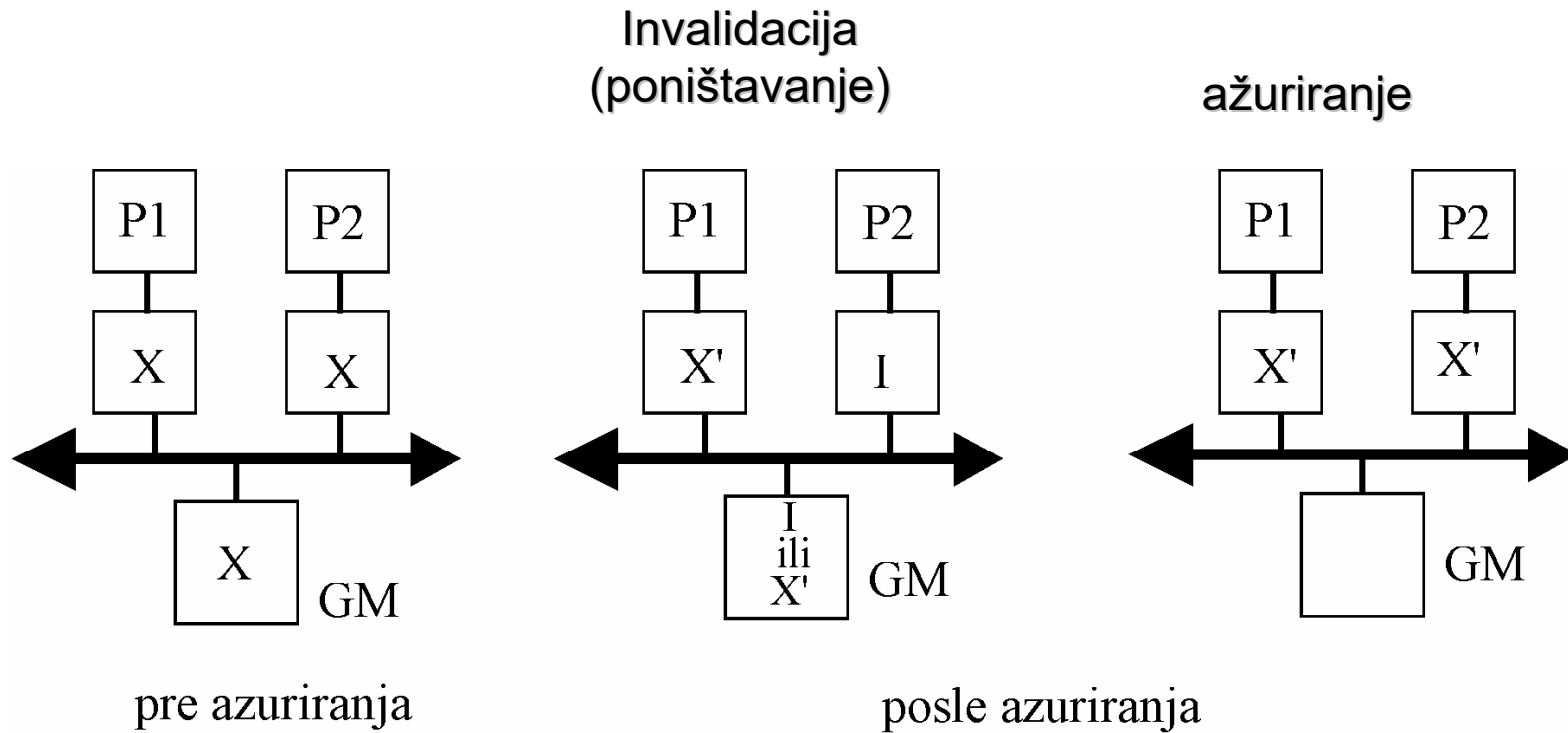 Invalidacija
(poništavanje)
ažuriranje
P1 P2 P1 P2 P1 P2
X X X' I X' X'
X GM I ili X' GM GM
pre azuriranja posle azuriranja